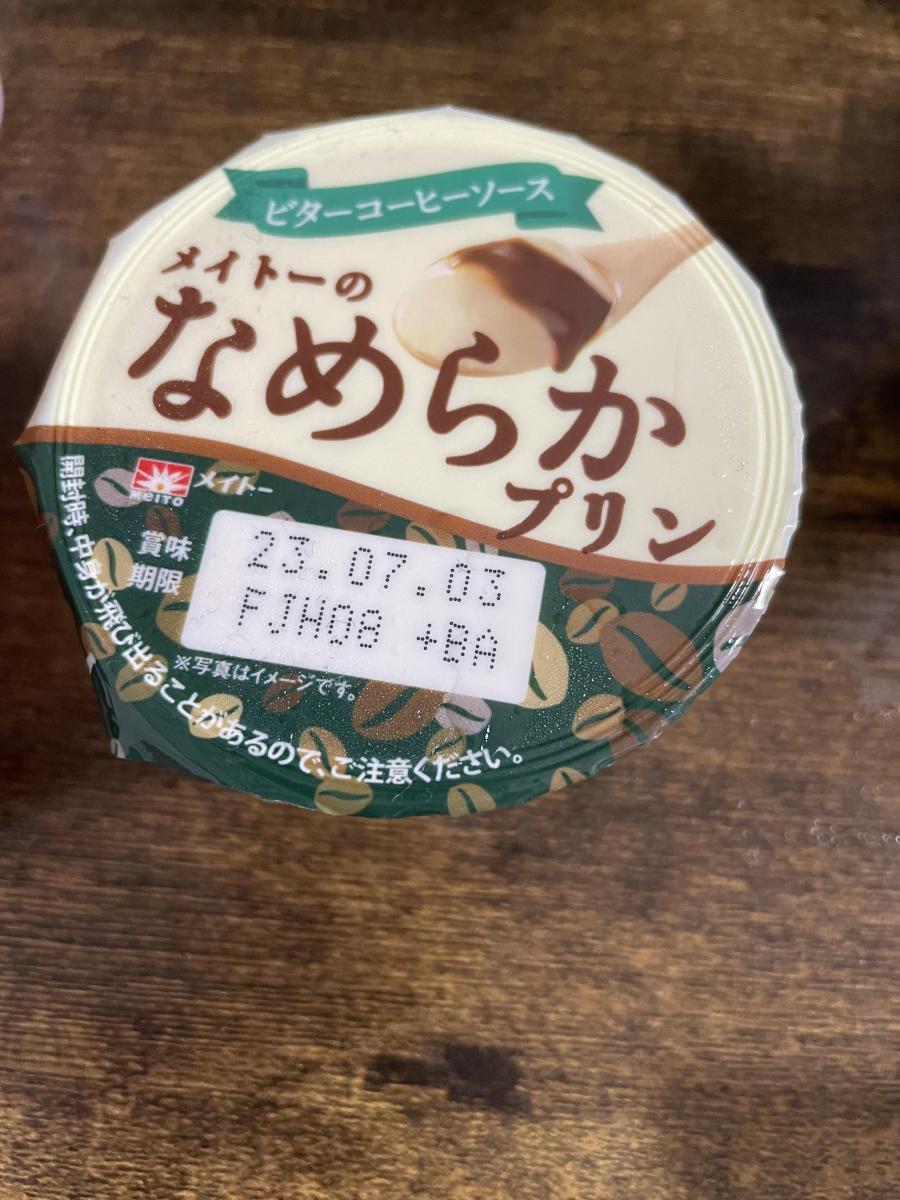 ビターコーヒーソース
メイトーの
なめらか
プリン
MEITO
メイトー
賞味
期限
23.07.03
FJH08 +BA
※写真はイメージです。
開封時、中身が飛び出ることがあるので、ご注意ください。